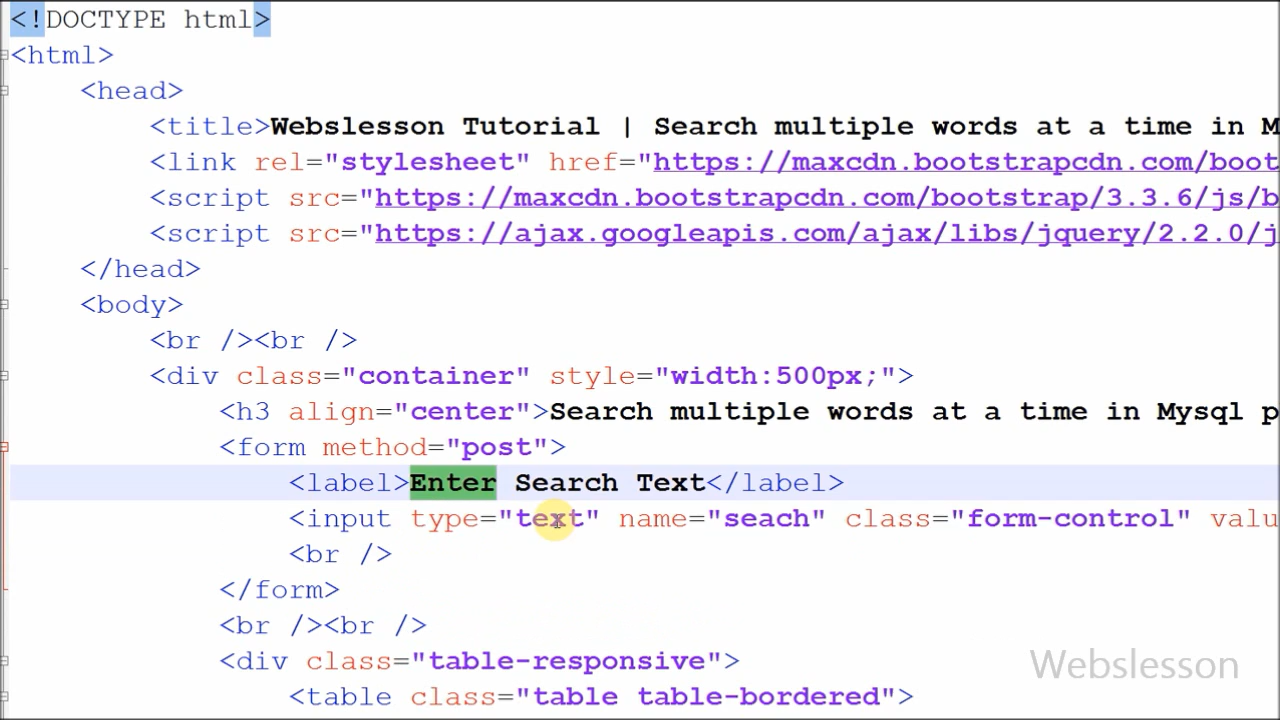 <!DOCTYPE html>
<html>
<head>
<title>Webslesson Tutorial | Search multiple words at a time in M
<link rel="stylesheet" href="https://maxcdn.bootstrapcdn.com/boot
<script src="https://maxcdn.bootstrapcdn.com/bootstrap/3.3.6/js/b
<script src="https://ajax.googleapis.com/ajax/libs/jquery/2.2.0/j
</head>
<body>
<br /><br />
<div class="container" style="width:500px;">
<h3 align="center">Search multiple words at a time in Mysql p
<form method="post">
<label>Enter Search Text</label>
<input type="text" name="seach" class="form-control" valu
<br />
</form>
<br /><br />
<div class="table-responsive">
<table class="table table-bordered">
Webslesson